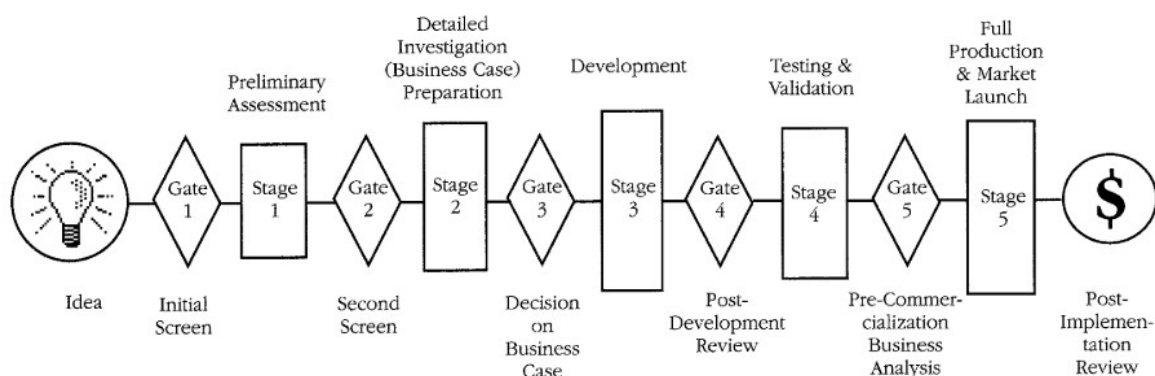 Preliminary
Assessment
Detailed
Investigation
(Business Case)
Preparation
Development
Testing &
Validation
Full
Production
& Market
Launch
Gate
1
Stage
1
Gate
2
Stage
2
Gate
3
Stage
3
Gate
4
Stage
4
Gate
5
Stage
5
$
Idea
Initial
Screen
Second
Screen
Decision
on
Business
Case
Post-
Development
Review
Pre-Commer-
cialization
Business
Analysis
Post-
Implemen-
tation
Review